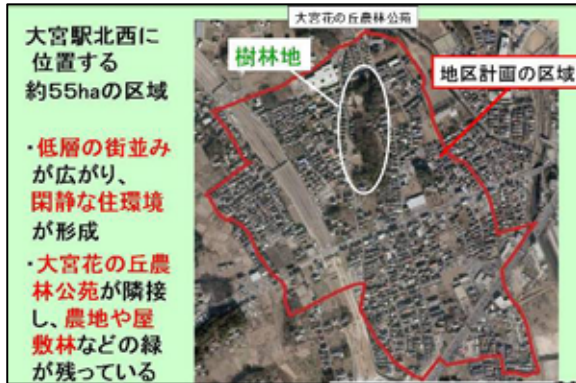 大宮駅北西に
位置する
約55haの区域
・低層の街並み
が広がり、
閑静な住環境
が形成
・大宮花の丘農
林公苑が隣接
し、農地や屋
敷林などの緑
が残っている
大宮花の丘農林公苑
樹林地
地区計画の区域